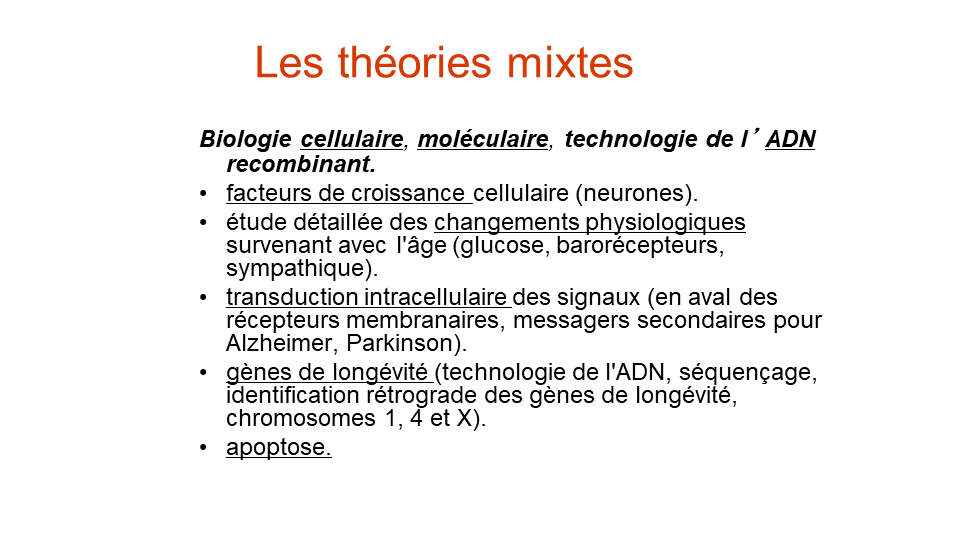 Les théories mixtes
Biologie cellulaire, moléculaire, technologie de l’ ADN
recombinant.
• facteurs de croissance cellulaire (neurones).
• étude détaillée des changements physiologiques
survenant avec l'âge (glucose, barorécepteurs,
sympathique).
• transduction intracellulaire des signaux (en aval des
récepteurs membranaires, messagers secondaires pour
Alzheimer, Parkinson).
• gènes de longévité (technologie de l'ADN, séquençage,
identification rétrograde des gènes de longévité,
chromosomes 1, 4 et X).
• apoptose.